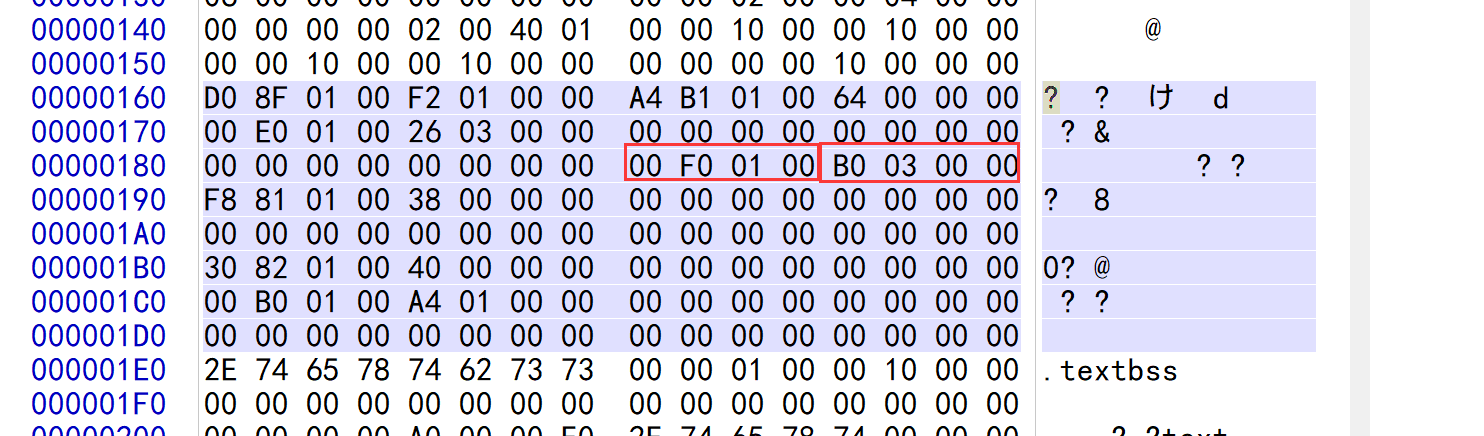 00000140 00 00 00 00 02 00 40 01 00 00 10 00 00 10 00 00 @
00000150 00 00 10 00 00 10 00 00 00 00 00 00 10 00 00 00
00000160 D0 8F 01 00 F2 01 00 00 A4 B1 01 00 64 00 00 00 ? ? け d
00000170 00 E0 01 00 26 03 00 00 00 00 00 00 00 00 00 00 ? &
00000180 00 00 00 00 00 00 00 00 00 F0 01 00 B0 03 00 00 ? ?
00000190 F8 81 01 00 38 00 00 00 00 00 00 00 00 00 00 00 ? 8
000001A0 00 00 00 00 00 00 00 00 00 00 00 00 00 00 00 00
000001B0 30 82 01 00 40 00 00 00 00 00 00 00 00 00 00 00 0? @
000001C0 00 B0 01 00 A4 01 00 00 00 00 00 00 00 00 00 00 ? ?
000001D0 00 00 00 00 00 00 00 00 00 00 00 00 00 00 00 00
000001E0 2E 74 65 78 74 62 73 73 00 00 01 00 00 10 00 00 .textbss
000001F0 00 00 00 00 00 00 00 00 00 00 00 00 00 00 00 00